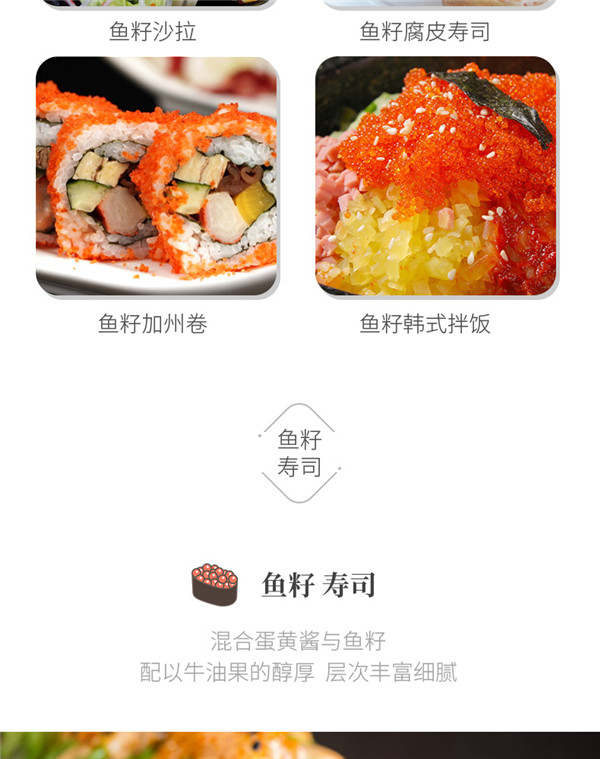 鱼籽沙拉
鱼籽腐皮寿司
鱼籽加州卷
鱼籽韩式拌饭
鱼籽
寿司
鱼籽 寿司
混合蛋黄酱与鱼籽
配以牛油果的醇厚 层次丰富细腻